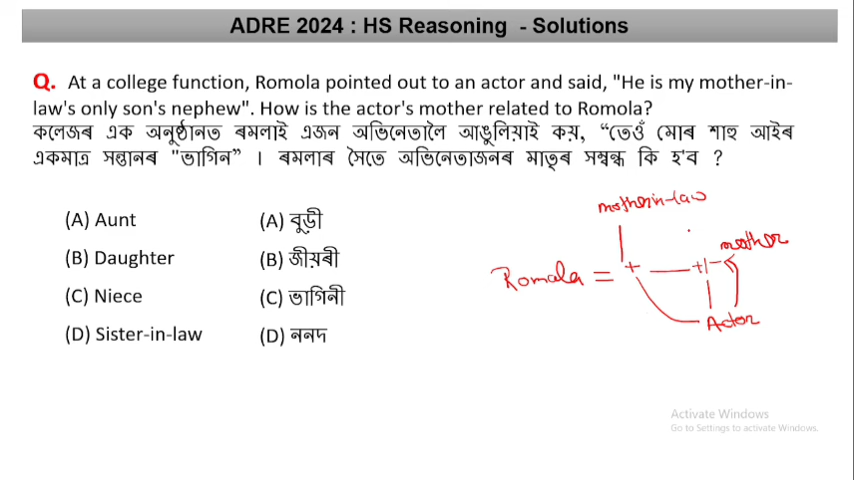 ADRE 2024 : HS Reasoning - Solutions
Q. At a college function, Romola pointed out to an actor and said, "He is my mother-in-
law's only son's nephew". How is the actor's mother related to Romola?
কলেজৰ এক অনুষ্ঠানত ৰমলাই এজন অভিনেতালৈ আঙুলিয়াই কয়, “তেওঁ মোৰ শাহু আইৰ
একমাত্ৰ সন্তানৰ "ভাগিন” । ৰমলাৰ সৈতে অভিনেতাজনৰ মাতৃৰ সম্বন্ধ কি হ'ব ?
(A) Aunt (A) বুড়ী
(B) Daughter (B) জীয়ৰী
(C) Niece (C) ভাগিনী
(D) Sister-in-law (D) ননদ
mother-in-law
mother
Romola = + — +/-
Actor
Activate Windows
Go to Settings to activate Windows.